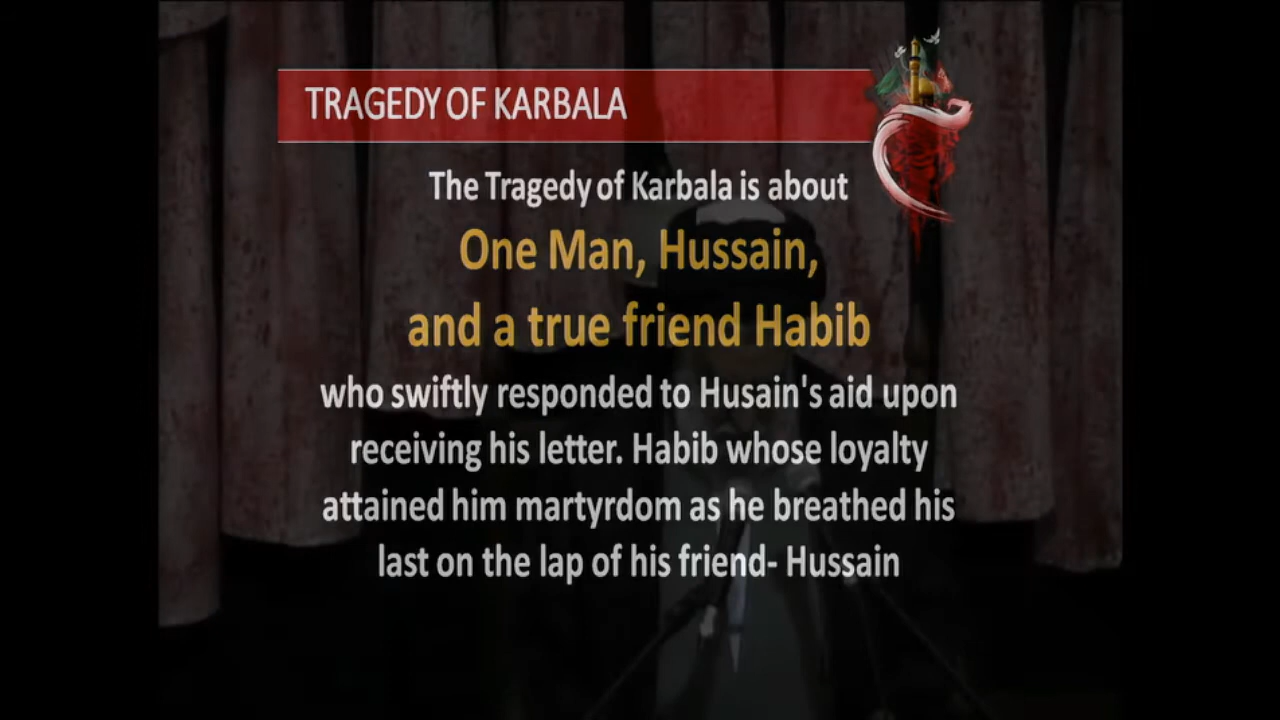 TRAGEDY OF KARBALA
The Tragedy of Karbala is about
One Man, Hussain,
and a true friend Habib
who swiftly responded to Husain's aid upon
receiving his letter. Habib whose loyalty
attained him martyrdom as he breathed his
last on the lap of his friend- Hussain